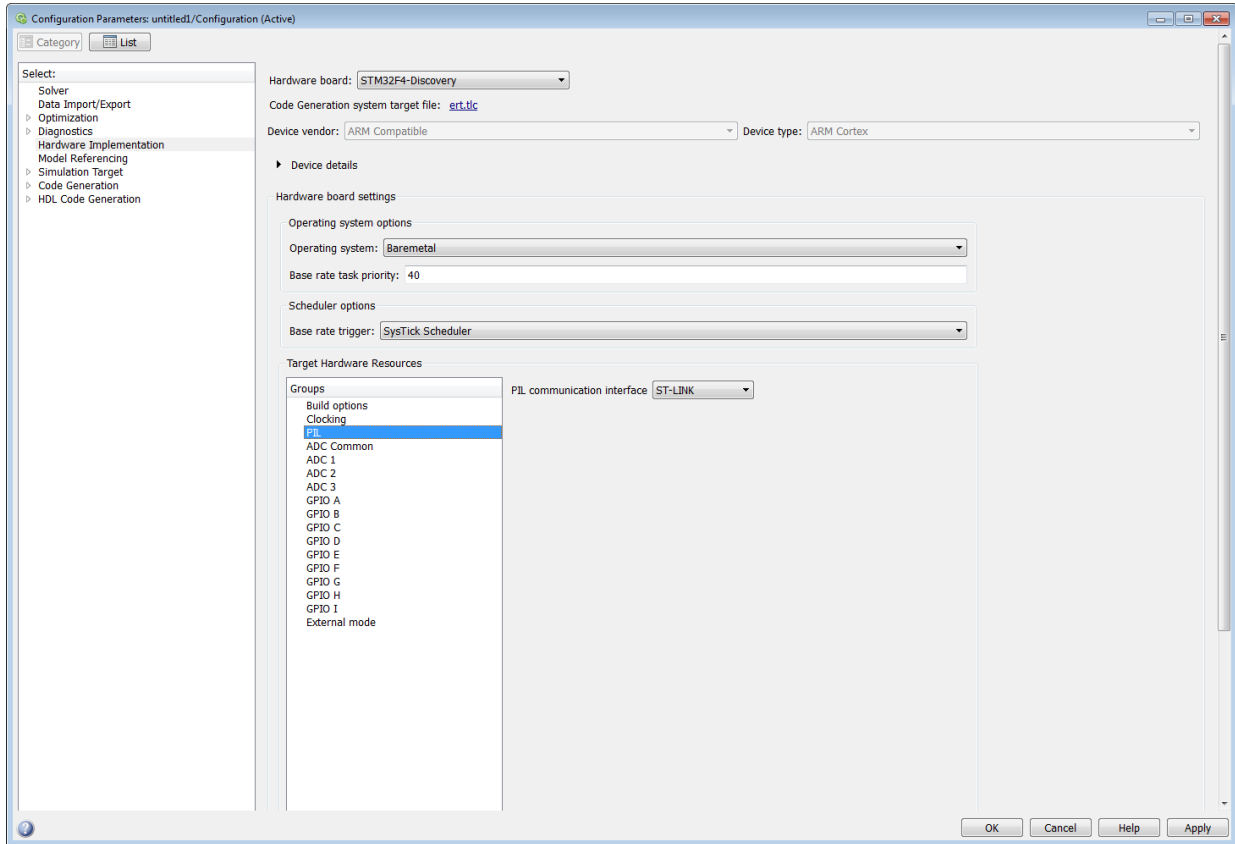 Configuration Parameters: untitled1/Configuration (Active)
Category List
Select:
Solver
Data Import/Export
Optimization
Diagnostics
Hardware Implementation
Model Referencing
Simulation Target
Code Generation
HDL Code Generation
Hardware board: STM32F4-Discovery
Code Generation system target file: ert.tlc
Device vendor: ARM Compatible Device type: ARM Cortex
Device details
Hardware board settings
Operating system options
Operating system: Baremetal
Base rate task priority: 40
Scheduler options
Base rate trigger: SysTick Scheduler
Target Hardware Resources
Groups
Build options
Clocking
PIL
ADC Common
ADC 1
ADC 2
ADC 3
GPIO A
GPIO B
GPIO C
GPIO D
GPIO E
GPIO F
GPIO G
GPIO H
GPIO I
External mode
PIL communication interface ST-LINK
OK Cancel Help Apply